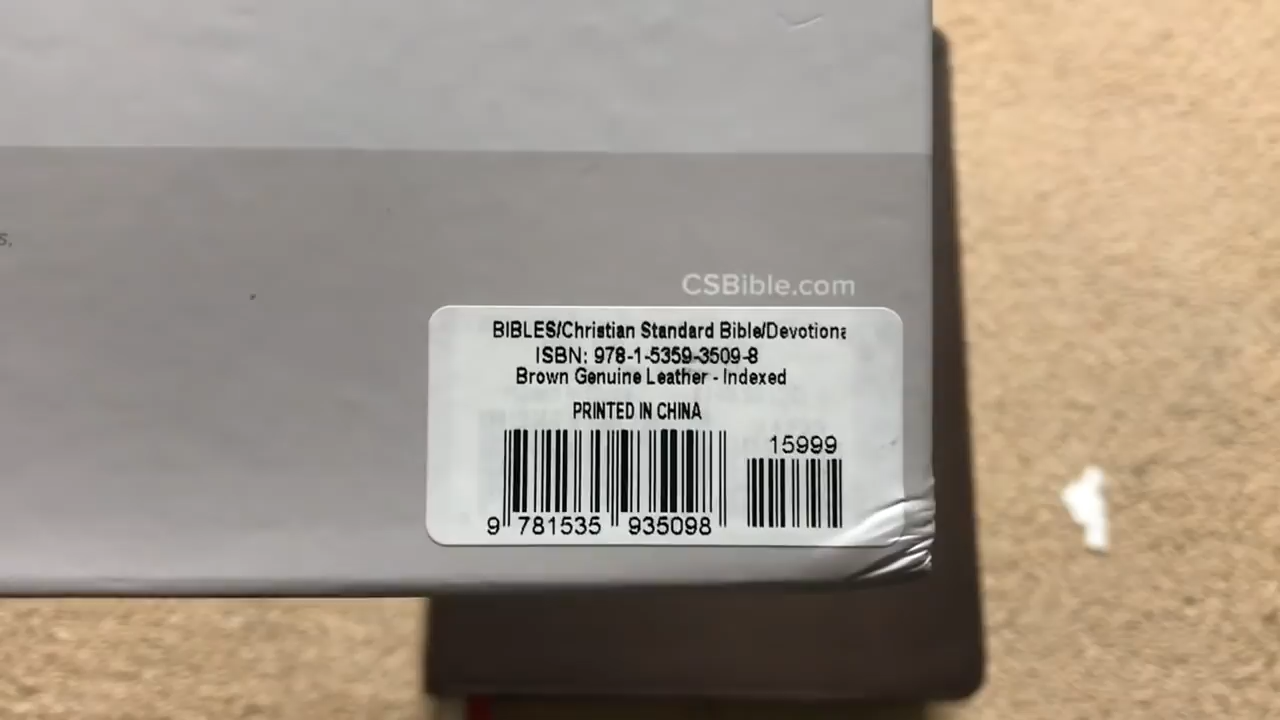 s,
CSBible.com
BIBLES/Christian Standard Bible/Devotiona
ISBN: 978-1-5359-3509-8
Brown Genuine Leather - Indexed
PRINTED IN CHINA
15999
9 781535 935098